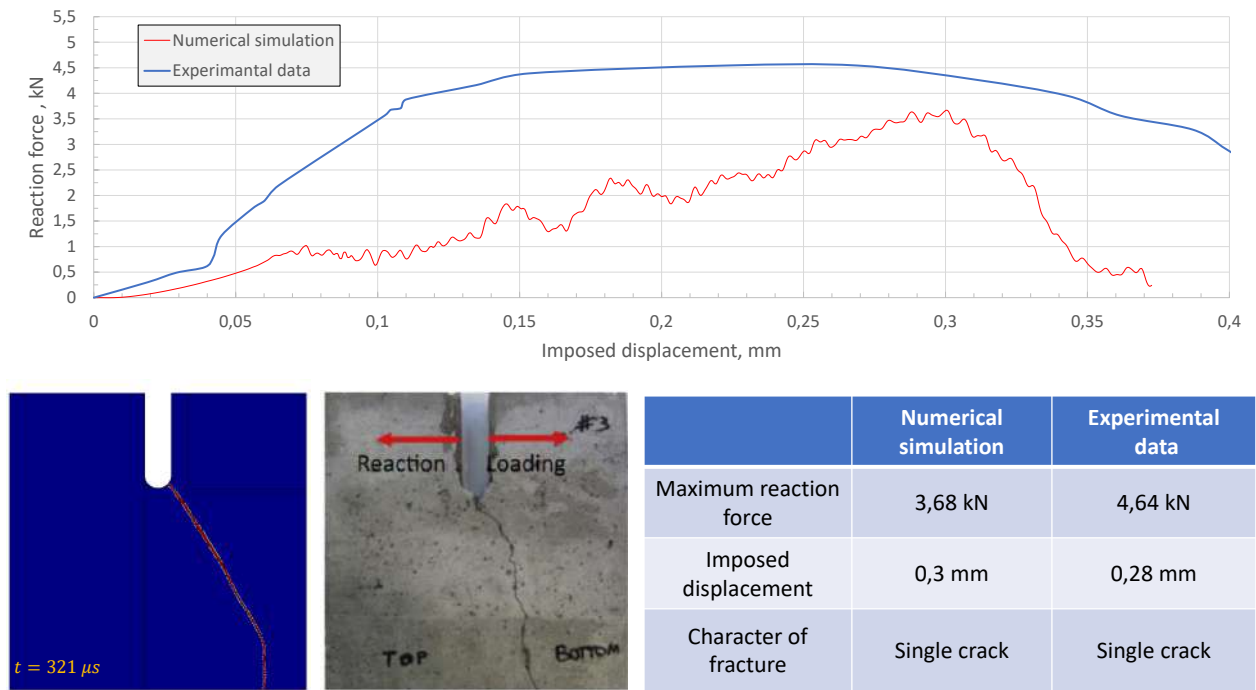 5,5
5
4,5
4
3,5
3
2,5
2
1,5
1
0,5
0
Reaction force , kN
Numerical simulation
Experimantal data
0 0,05 0,1 0,15 0,2 0,25 0,3 0,35 0,4
Imposed displacement, mm
t = 321 μs
#3
Reaction Loading
TOP BOTTOM
Numerical simulation
Experimental data
Maximum reaction force
3,68 kN
4,64 kN
Imposed displacement
0,3 mm
0,28 mm
Character of fracture
Single crack
Single crack